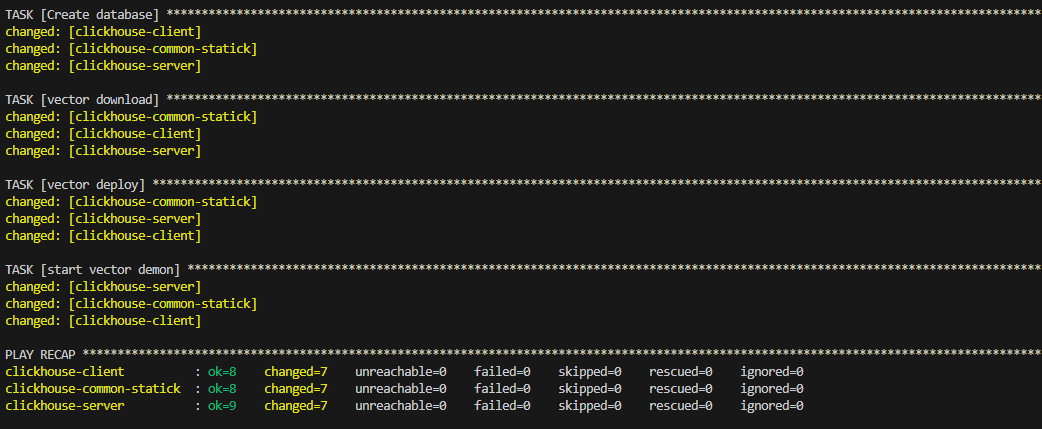 TASK [Create database] *****************************************************************************************************************************
changed: [clickhouse-client]
changed: [clickhouse-common-statick]
changed: [clickhouse-server]
TASK [vector download] *****************************************************************************************************************************
changed: [clickhouse-common-statick]
changed: [clickhouse-client]
changed: [clickhouse-server]
TASK [vector deploy] *******************************************************************************************************************************
changed: [clickhouse-common-statick]
changed: [clickhouse-server]
changed: [clickhouse-client]
TASK [start vector demon] **************************************************************************************************************************
changed: [clickhouse-server]
changed: [clickhouse-common-statick]
changed: [clickhouse-client]
PLAY RECAP *****************************************************************************************************************************************
clickhouse-client          : ok=8    changed=7    unreachable=0    failed=0    skipped=0    rescued=0    ignored=0
clickhouse-common-statick  : ok=8    changed=7    unreachable=0    failed=0    skipped=0    rescued=0    ignored=0
clickhouse-server          : ok=9    changed=7    unreachable=0    failed=0    skipped=0    rescued=0    ignored=0